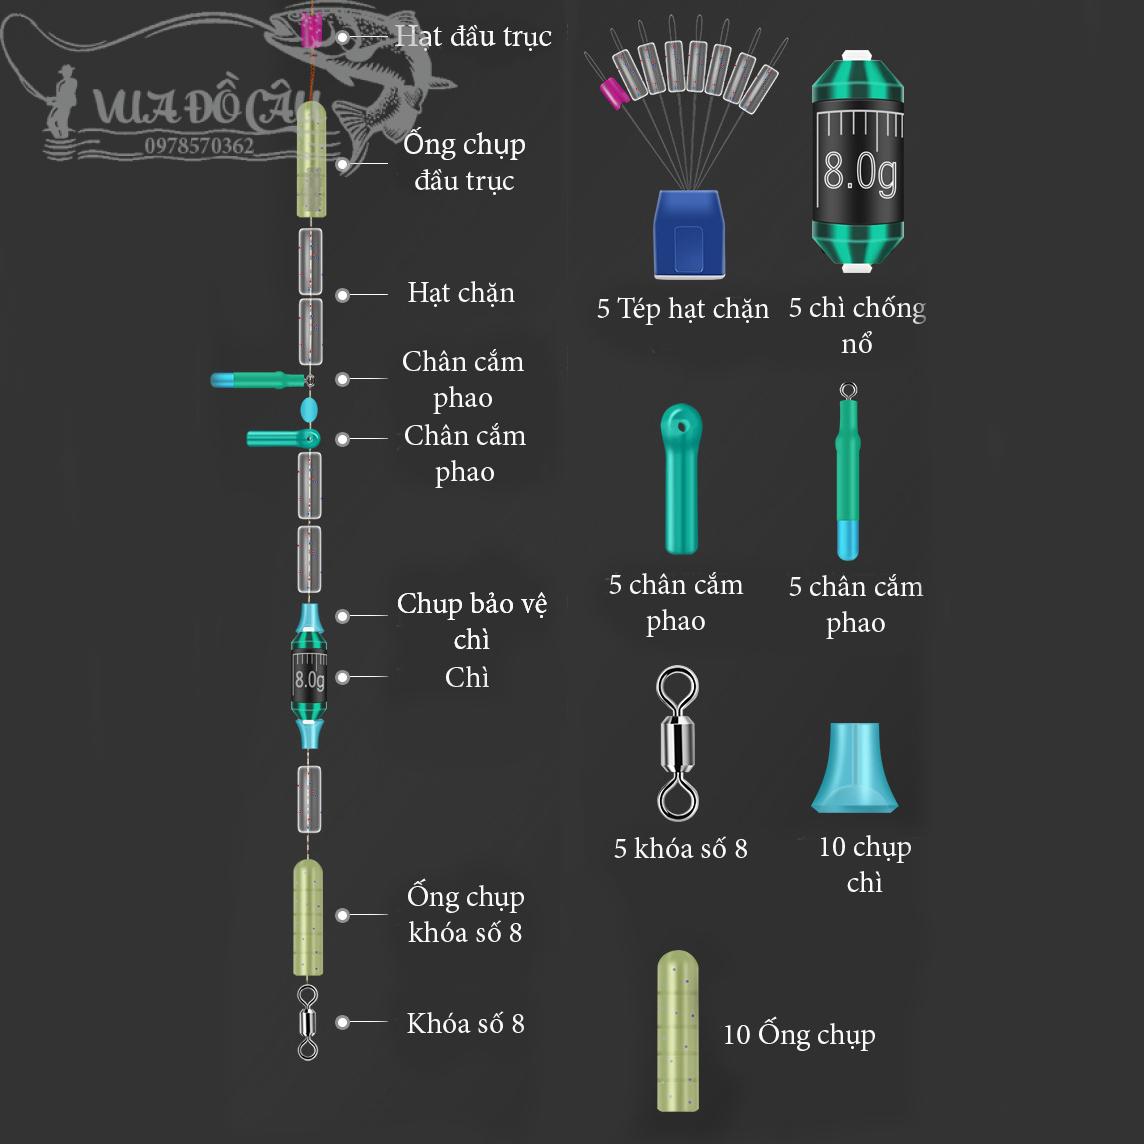 VUA ĐỒ CÂU
0978570362
Hạt đầu trục
Ống chụp
đầu trục
Hạt chặn
Chân cắm
phao
Chân cắm
phao
Chup bảo vệ
chì
8.0g
Chì
Ống chụp
khóa số 8
Khóa số 8
8.0g
5 Tép hạt chặn
5 chì chống
nổ
5 chân cắm
phao
5 chân cắm
phao
5 khóa số 8
10 chụp
chì
10 Ống chụp